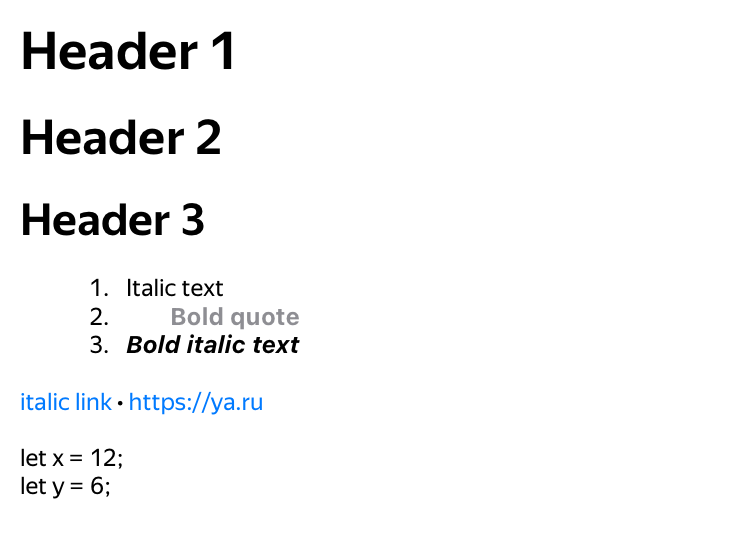 Header 1
Header 2
Header 3
1. Italic text
2. Bold quote
3. Bold italic text
italic link • https://ya.ru
let x = 12;
let y = 6;